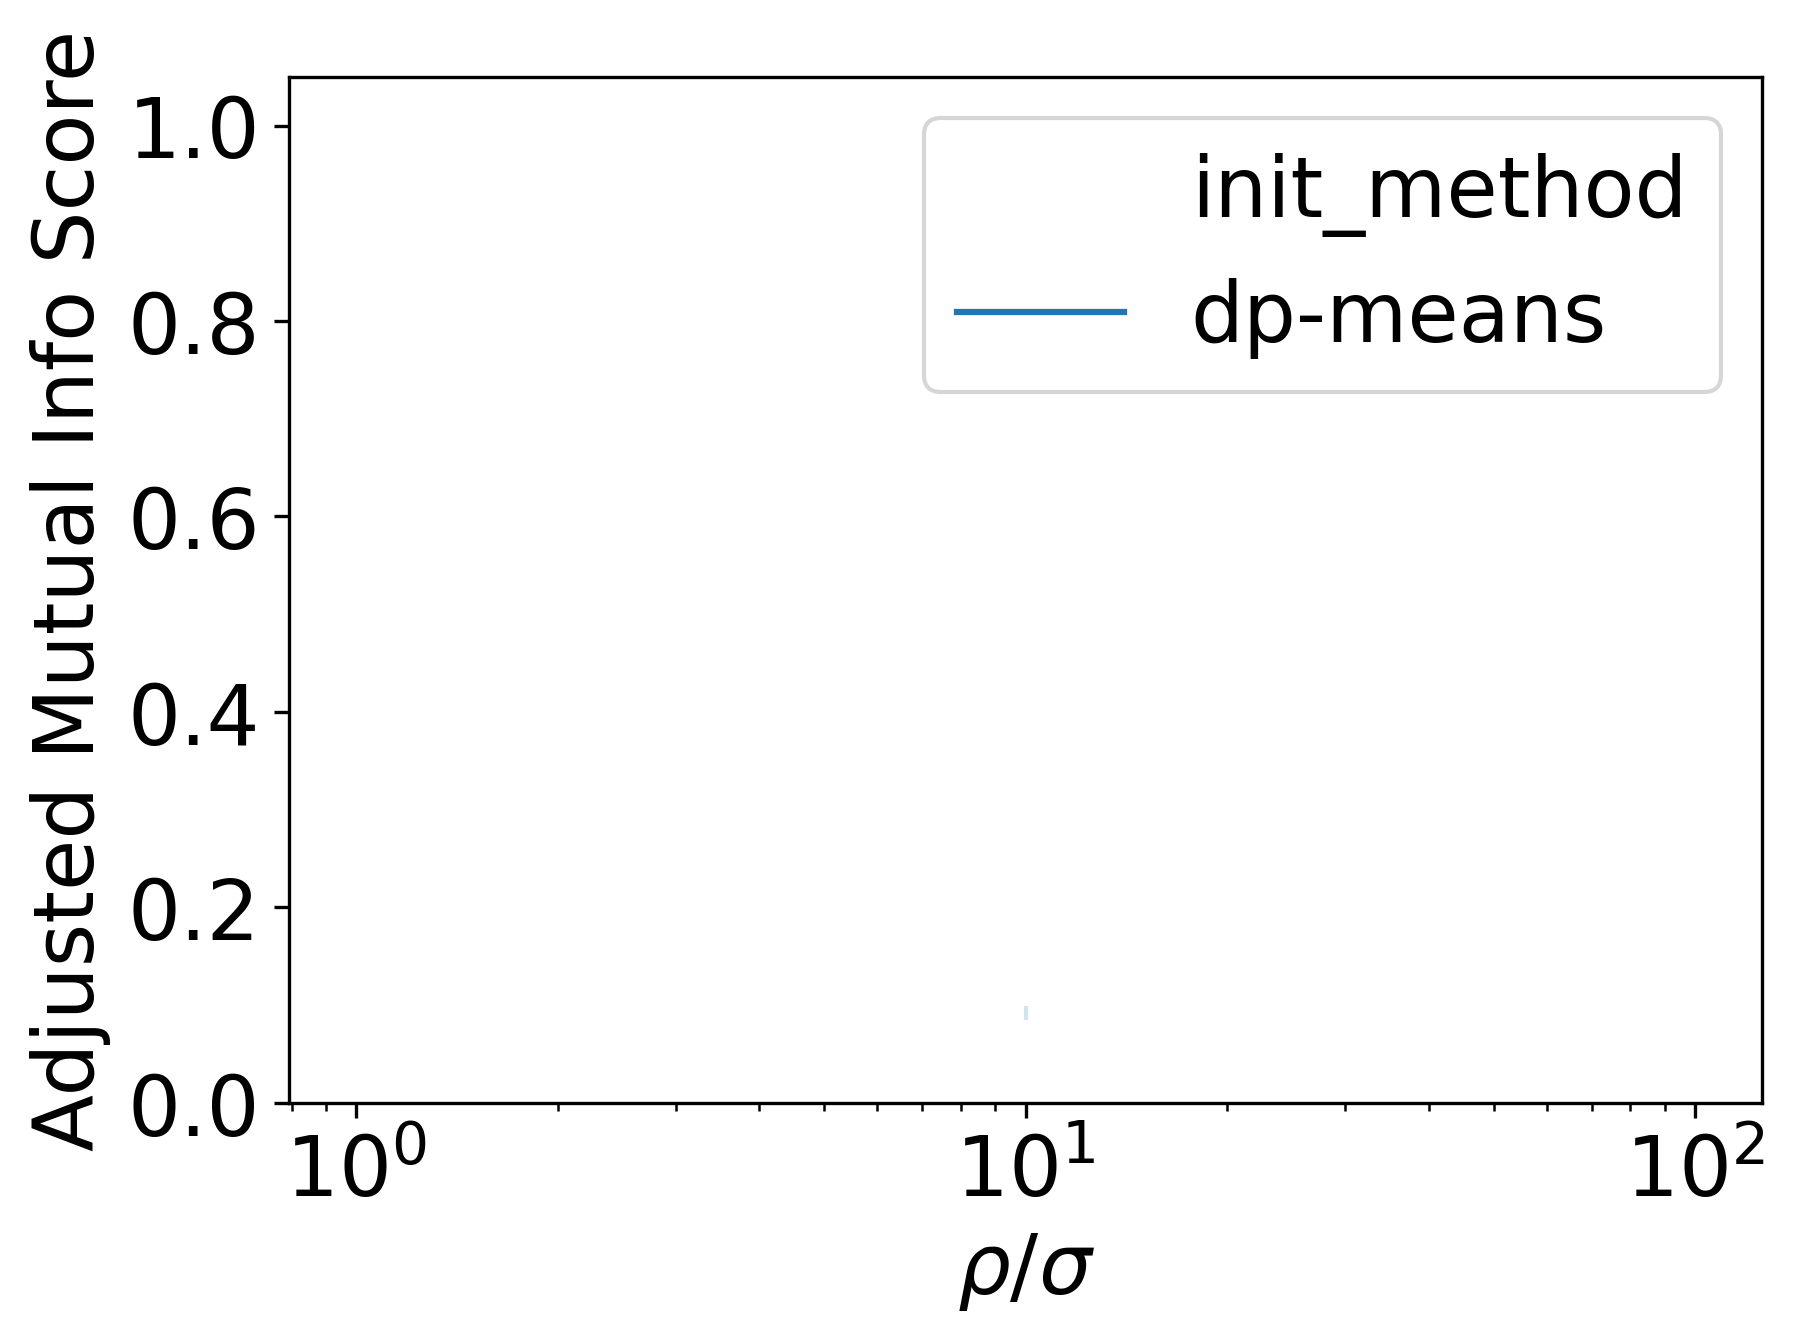 Adjusted Mutual Info Score
1.0
0.8
0.6
0.4
0.2
0.0
init_method
dp-means
10⁰
10¹
10²
ρ/σ